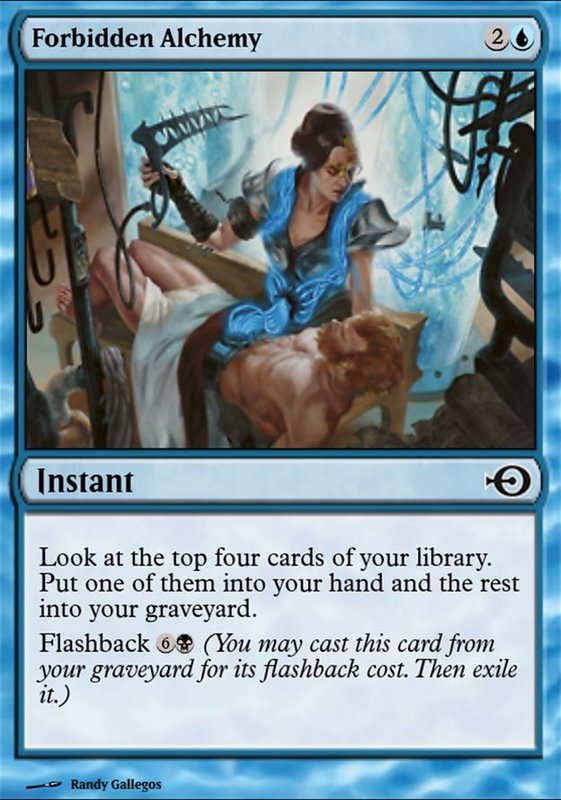 Forbidden Alchemy 2
Instant
Look at the top four cards of your library.
Put one of them into your hand and the rest
into your graveyard.
Flashback 6 (You may cast this card from
your graveyard for its flashback cost. Then exile
it.)
Randy Gallegos